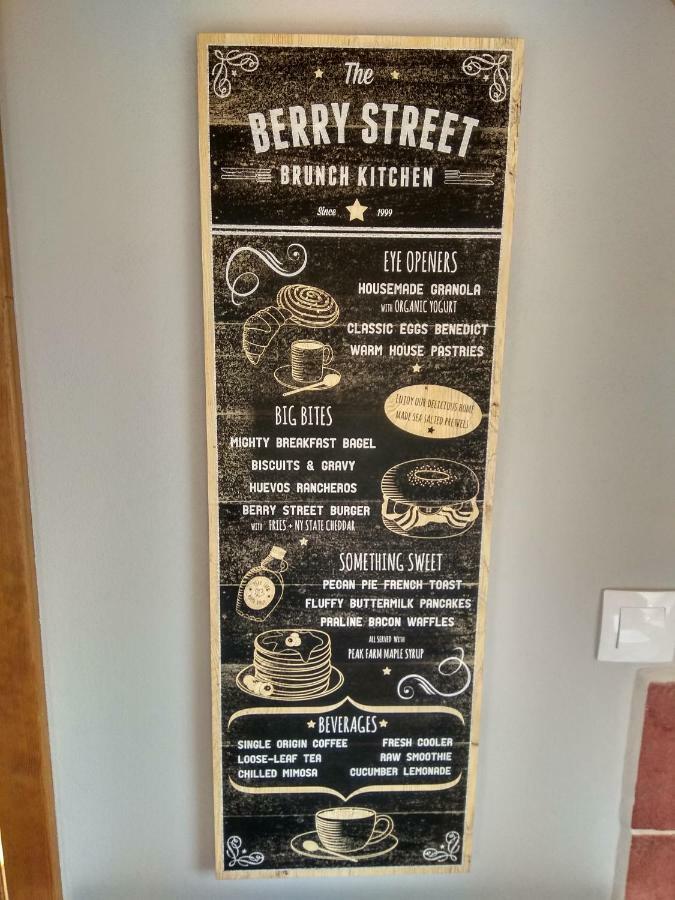 The
BERRY STREET
BRUNCH KITCHEN
Since 1999
EYE OPENERS
HOUSEMADE GRANOLA
WITH ORGANIC YOGURT
CLASSIC EGGS BENEDICT
WARM HOUSE PASTRIES
ENJOY OUR DELICIOUS HOME
MADE SEA SALTED PRETZELS
BIG BITES
MIGHTY BREAKFAST BAGEL
BISCUITS & GRAVY
HUEVOS RANCHEROS
BERRY STREET BURGER
WITH FRIES + NY STATE CHEDDAR
SOMETHING SWEET
PECAN PIE FRENCH TOAST
FLUFFY BUTTERMILK PANCAKES
PRALINE BACON WAFFLES
ALL SERVED WITH
PEAK FARM MAPLE SYRUP
BEVERAGES
SINGLE ORIGIN COFFEE
LOOSE-LEAF TEA
CHILLED MIMOSA
FRESH COOLER
RAW SMOOTHIE
CUCUMBER LEMONADE